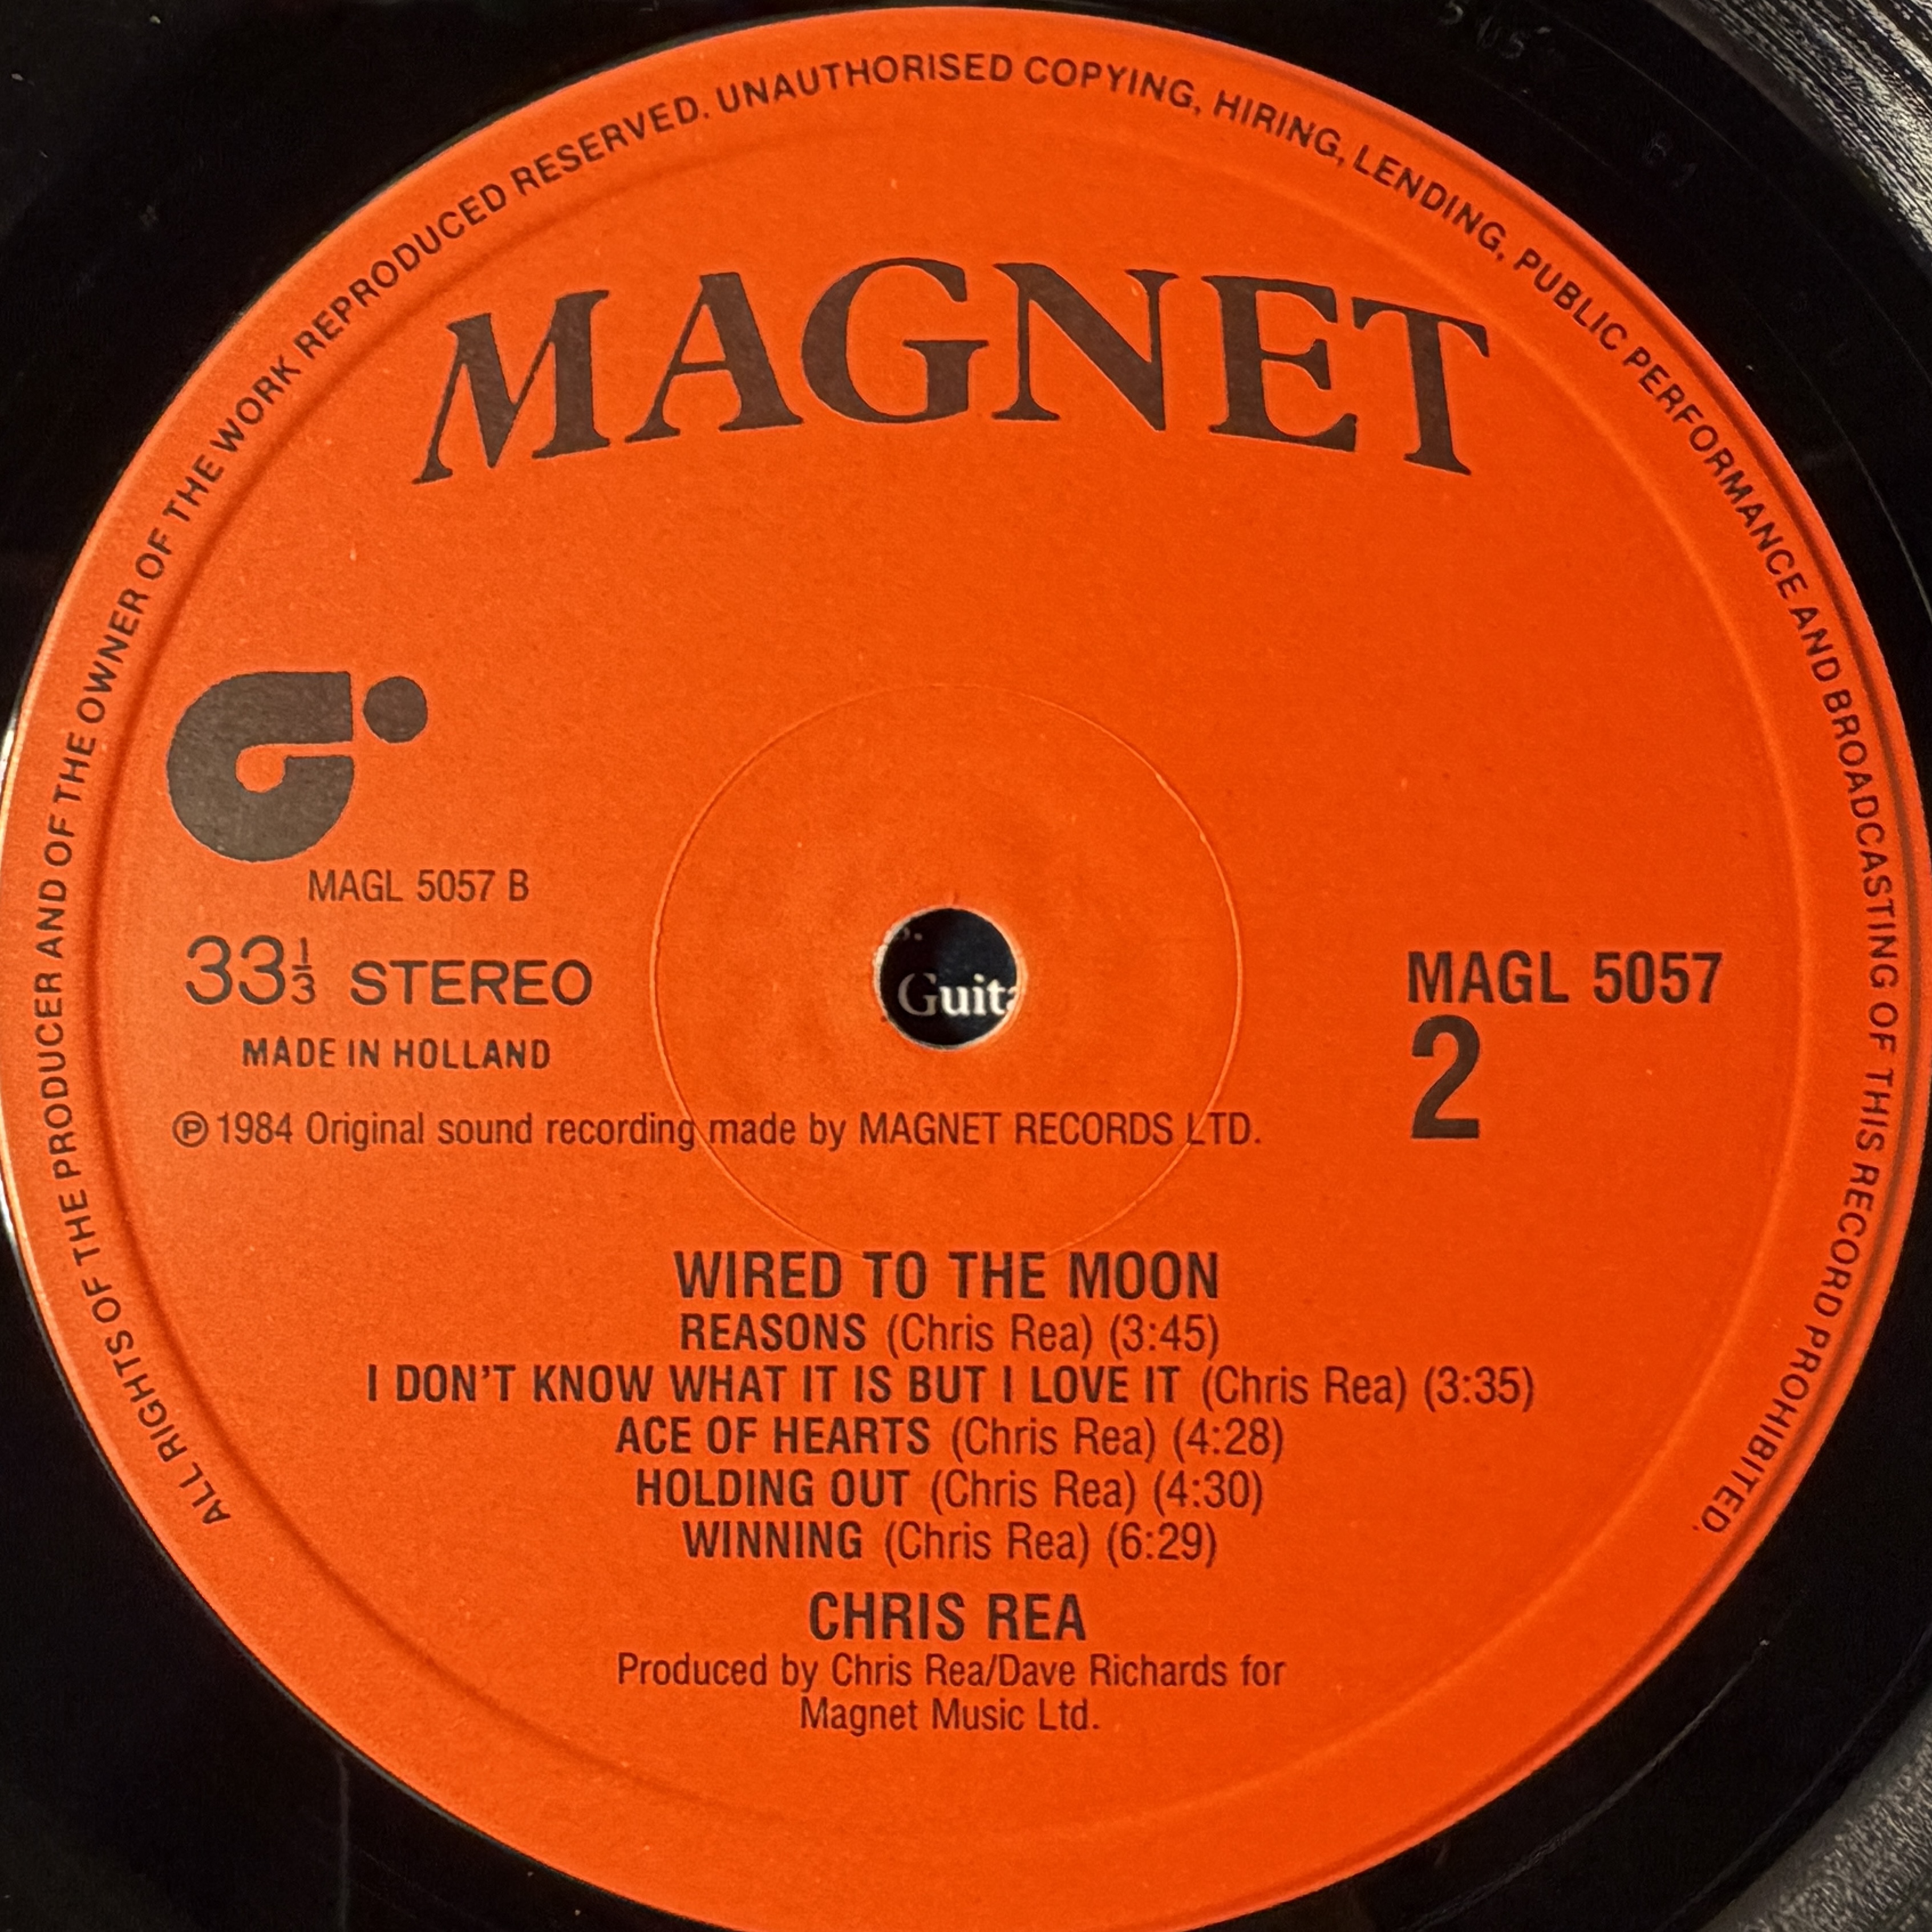 ALL RIGHTS OF THE PRODUCER AND OF THE OWNER OF THE WORK REPRODUCED RESERVED. UNAUTHORISED COPYING, HIRING, LENDING, PUBLIC PERFORMANCE AND BROADCASTING OF THIS RECORD PROHIBITED.
MAGNET
MAGL 5057 B
33⅓ STEREO
MADE IN HOLLAND
MAGL 5057
2
℗ 1984 Original sound recording made by MAGNET RECORDS LTD.
WIRED TO THE MOON
REASONS (Chris Rea) (3:45)
I DON'T KNOW WHAT IT IS BUT I LOVE IT (Chris Rea) (3:35)
ACE OF HEARTS (Chris Rea) (4:28)
HOLDING OUT (Chris Rea) (4:30)
WINNING (Chris Rea) (6:29)
CHRIS REA
Produced by Chris Rea/Dave Richards for
Magnet Music Ltd.